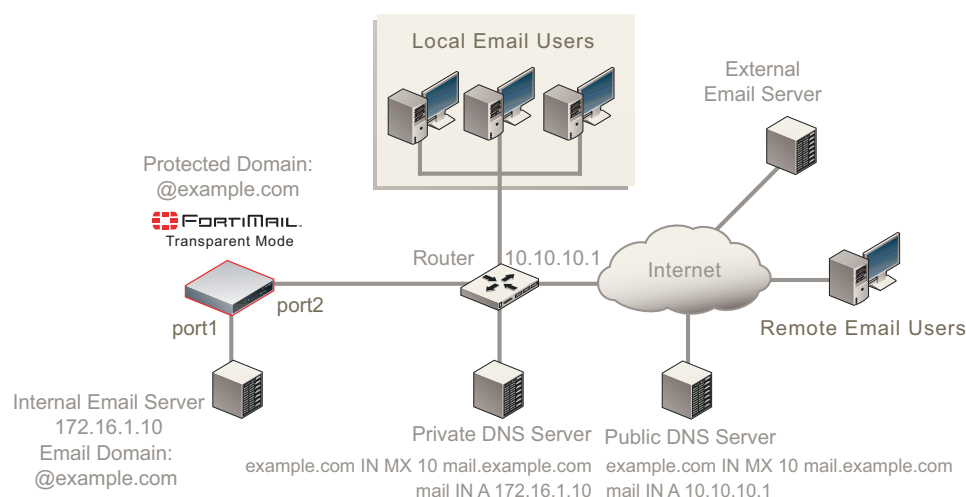 Local Email Users
External
Email Server
Protected Domain:
@example.com
FORTIMAIL
Transparent Mode
Router
10.10.10.1
Internet
port1
port2
Remote Email Users
Internal Email Server
172.16.1.10
Email Domain:
@example.com
Private DNS Server
example.com IN MX 10 mail.example.com
mail IN A 172.16.1.10
Public DNS Server
example.com IN MX 10 mail.example.com
mail IN A 10.10.10.1